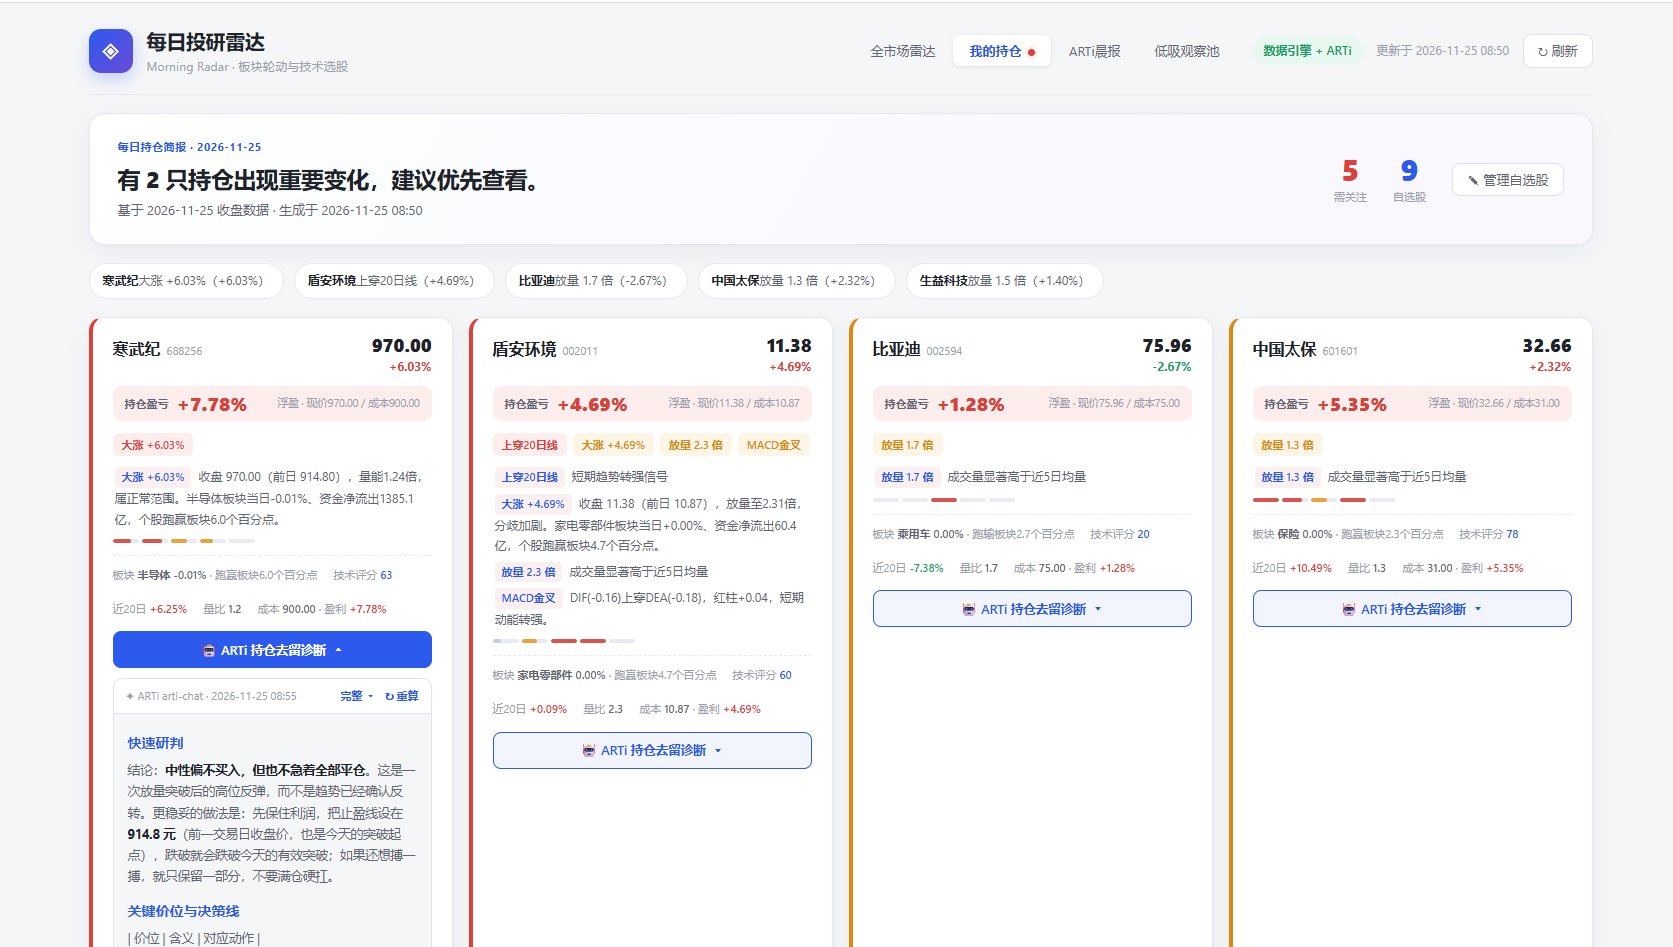 每日投研雷达
Morning Radar · 板块轮动与技术选股
全市场雷达
我的持仓
ARTi晨报
低吸观察池
数据引擎 + ARTi
更新于 2026-11-25 08:50
↻ 刷新
每日持仓简报 · 2026-11-25
有 2 只持仓出现重要变化，建议优先查看。
基于 2026-11-25 收盘数据 · 生成于 2026-11-25 08:50
5
需关注
9
自选股
管理自选股
寒武纪大涨 +6.03%（+6.03%）
盾安环境上穿20日线（+4.69%）
比亚迪放量 1.7 倍（-2.67%）
中国太保放量 1.3 倍（+2.32%）
生益科技放量 1.5 倍（+1.40%）
寒武纪 688256
970.00
+6.03%
持仓盈亏 +7.78% 浮盈 · 现价970.00 / 成本900.00
大涨 +6.03%
大涨 +6.03% 收盘 970.00（前日 914.80），量能1.24倍，
属正常范围。半导体板块当日-0.01%、资金净流出1385.1
亿，个股跑赢板块6.0个百分点。
板块 半导体 -0.01% · 跑赢板块6.0个百分点 技术评分 63
近20日 +6.25% 量比 1.2 成本 900.00 · 盈利 +7.78%
ARTi 持仓去留诊断
ARTi arti-chat · 2026-11-25 08:55
完整
↻ 重算
快速研判
结论：中性偏不买入，但也不急着全部平仓。这是一
次放量突破后的高位反弹，而不是趋势已经确认反
转。更稳妥的做法是：先保住利润，把止盈线设在
914.8 元（前一交易日收盘价，也是今天的突破起
点），跌破就会跌破今天的有效突破；如果还想搏一
搏，就只保留一部分，不要满仓硬扛。
关键价位与决策线
| 价位 | 含义 | 对应动作 |
盾安环境 002011
11.38
+4.69%
持仓盈亏 +4.69% 浮盈 · 现价11.38 / 成本10.87
上穿20日线 大涨 +4.69% 放量 2.3 倍 MACD金叉
上穿20日线 短期趋势转强信号
大涨 +4.69% 收盘 11.38（前日 10.87），放量至2.31倍，
分歧加剧。家电零部件板块当日+0.00%、资金净流出60.4
亿，个股跑赢板块4.7个百分点。
放量 2.3 倍 成交量显著高于近5日均量
MACD金叉 DIF(-0.16)上穿DEA(-0.18)，红柱+0.04，短期
动能转强。
板块 家电零部件 0.00% · 跑赢板块4.7个百分点 技术评分 60
近20日 +0.09% 量比 2.3 成本 10.87 · 盈利 +4.69%
ARTi 持仓去留诊断
比亚迪 002594
75.96
-2.67%
持仓盈亏 +1.28% 浮盈 · 现价75.96 / 成本75.00
放量 1.7 倍
放量 1.7 倍 成交量显著高于近5日均量
板块 乘用车 0.00% · 跑输板块2.7个百分点 技术评分 20
近20日 -7.38% 量比 1.7 成本 75.00 · 盈利 +1.28%
ARTi 持仓去留诊断
中国太保 601601
32.66
+2.32%
持仓盈亏 +5.35% 浮盈 · 现价32.66 / 成本31.00
放量 1.3 倍
放量 1.3 倍 成交量显著高于近5日均量
板块 保险 0.00% · 跑赢板块2.3个百分点 技术评分 78
近20日 +10.49% 量比 1.3 成本 31.00 · 盈利 +5.35%
ARTi 持仓去留诊断